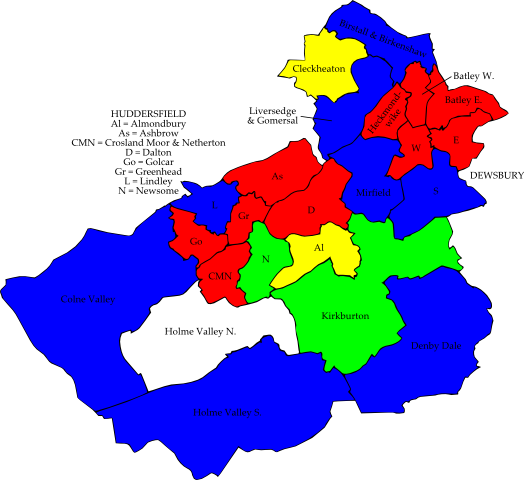 Birstall & Birkenshaw
Cleckheaton
Batley W.
Batley E.
Heckmond-
wike
Liversedge
& Gomersal
HUDDERSFIELD
Al = Almondbury
As = Ashbrow
CMN = Crosland Moor & Netherton
D = Dalton
Go = Golcar
Gr = Greenhead
L = Lindley
N = Newsome
E
W
DEWSBURY
As
Mirfield
S
L
Gr
D
Go
Al
N
CMN
Colne Valley
Kirkburton
Holme Valley N.
Denby Dale
Holme Valley S.